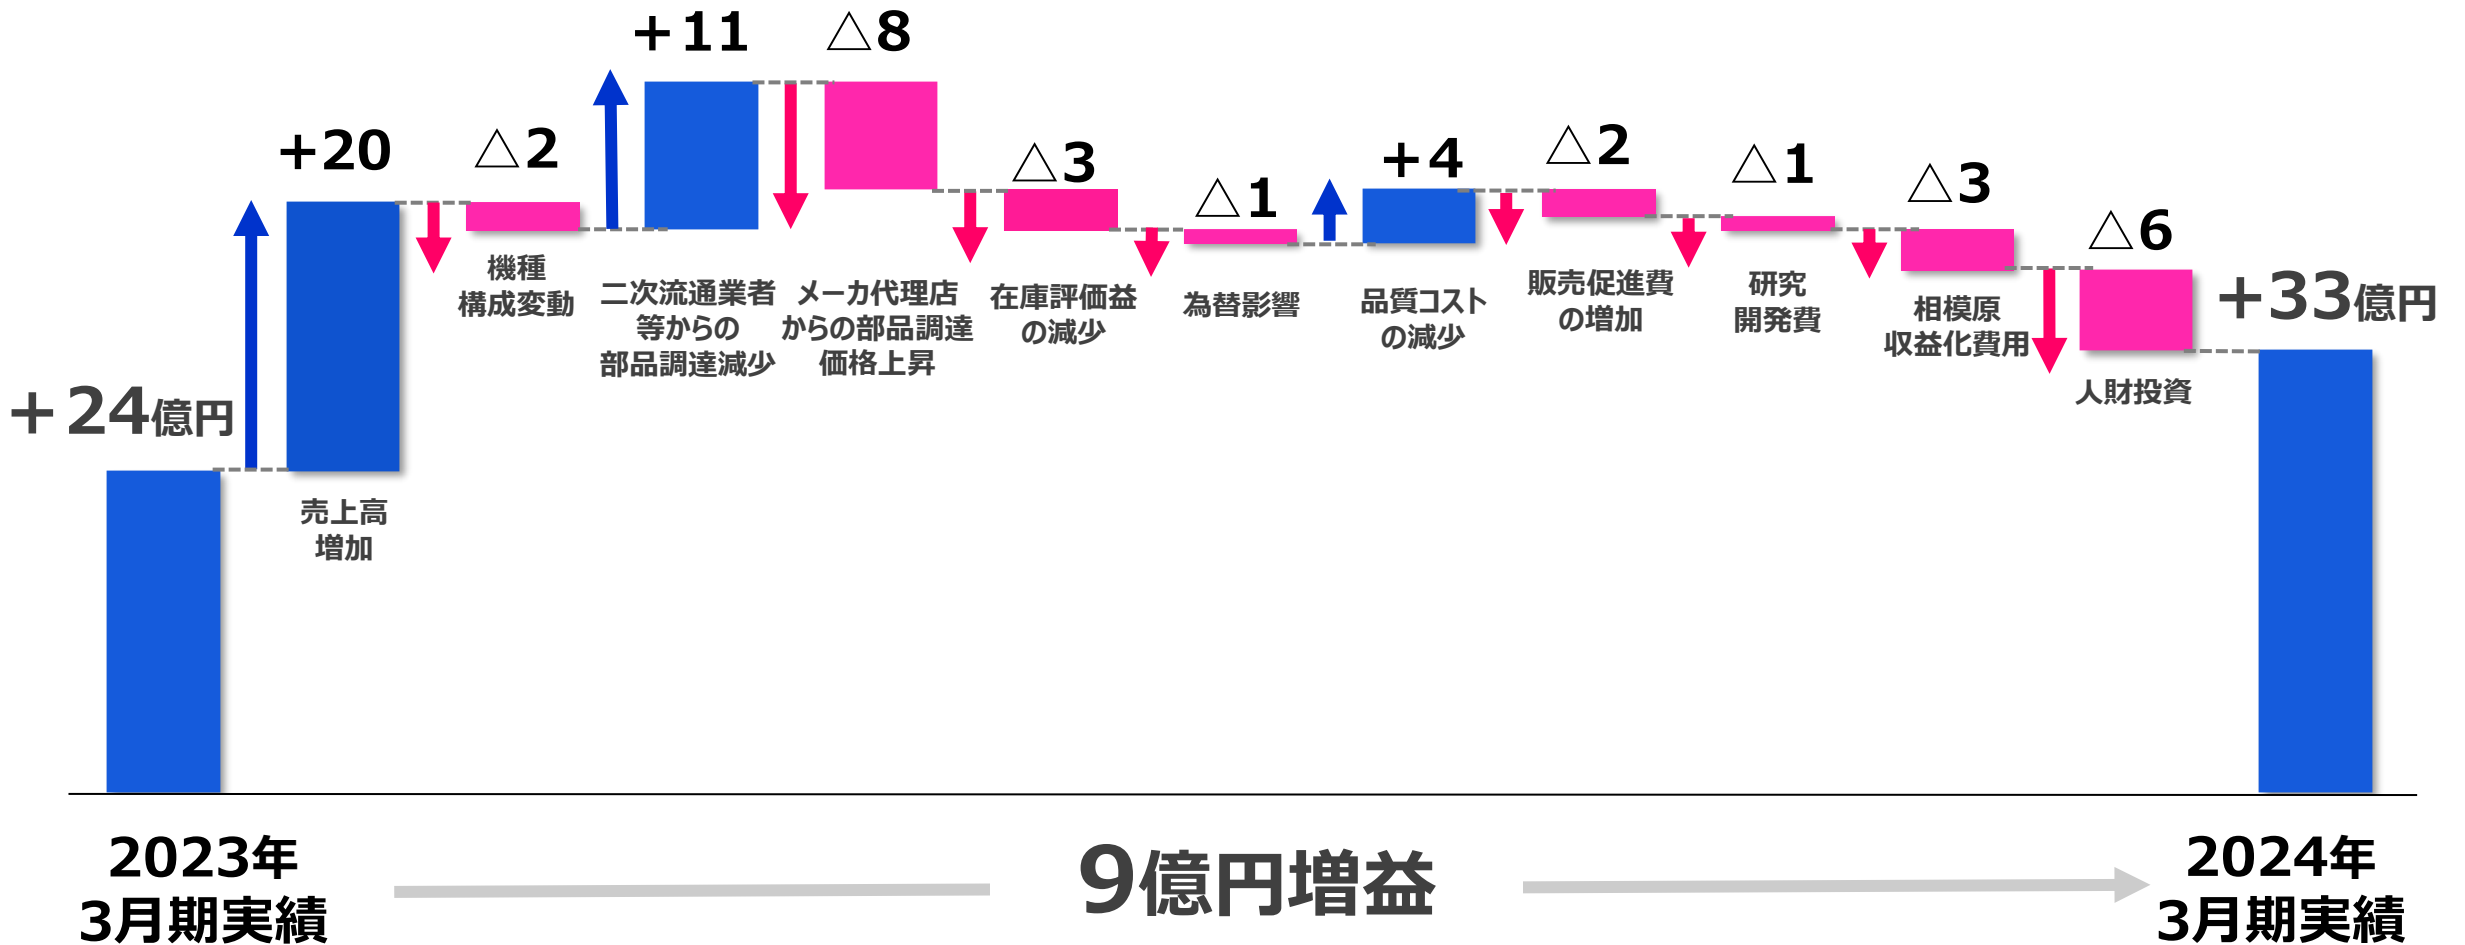 +24億円
+20
売上高
増加
△2
機種
構成変動
+11
二次流通業者
等からの
部品調達減少
△8
メーカ代理店
からの部品調達
価格上昇
△3
在庫評価益
の減少
△1
為替影響
+4
品質コスト
の減少
△2
販売促進費
の増加
△1
研究
開発費
△3
相模原
収益化費用
△6
人財投資
+33億円
2023年
3月期実績
9億円増益
2024年
3月期実績